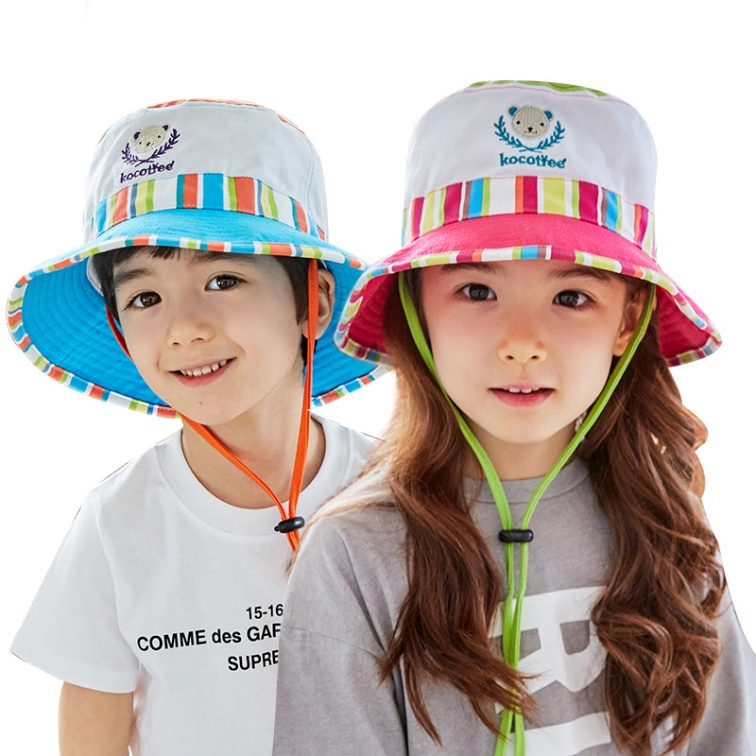 kocotree
kocotree
15-16
COMME des GAR
SUPRE